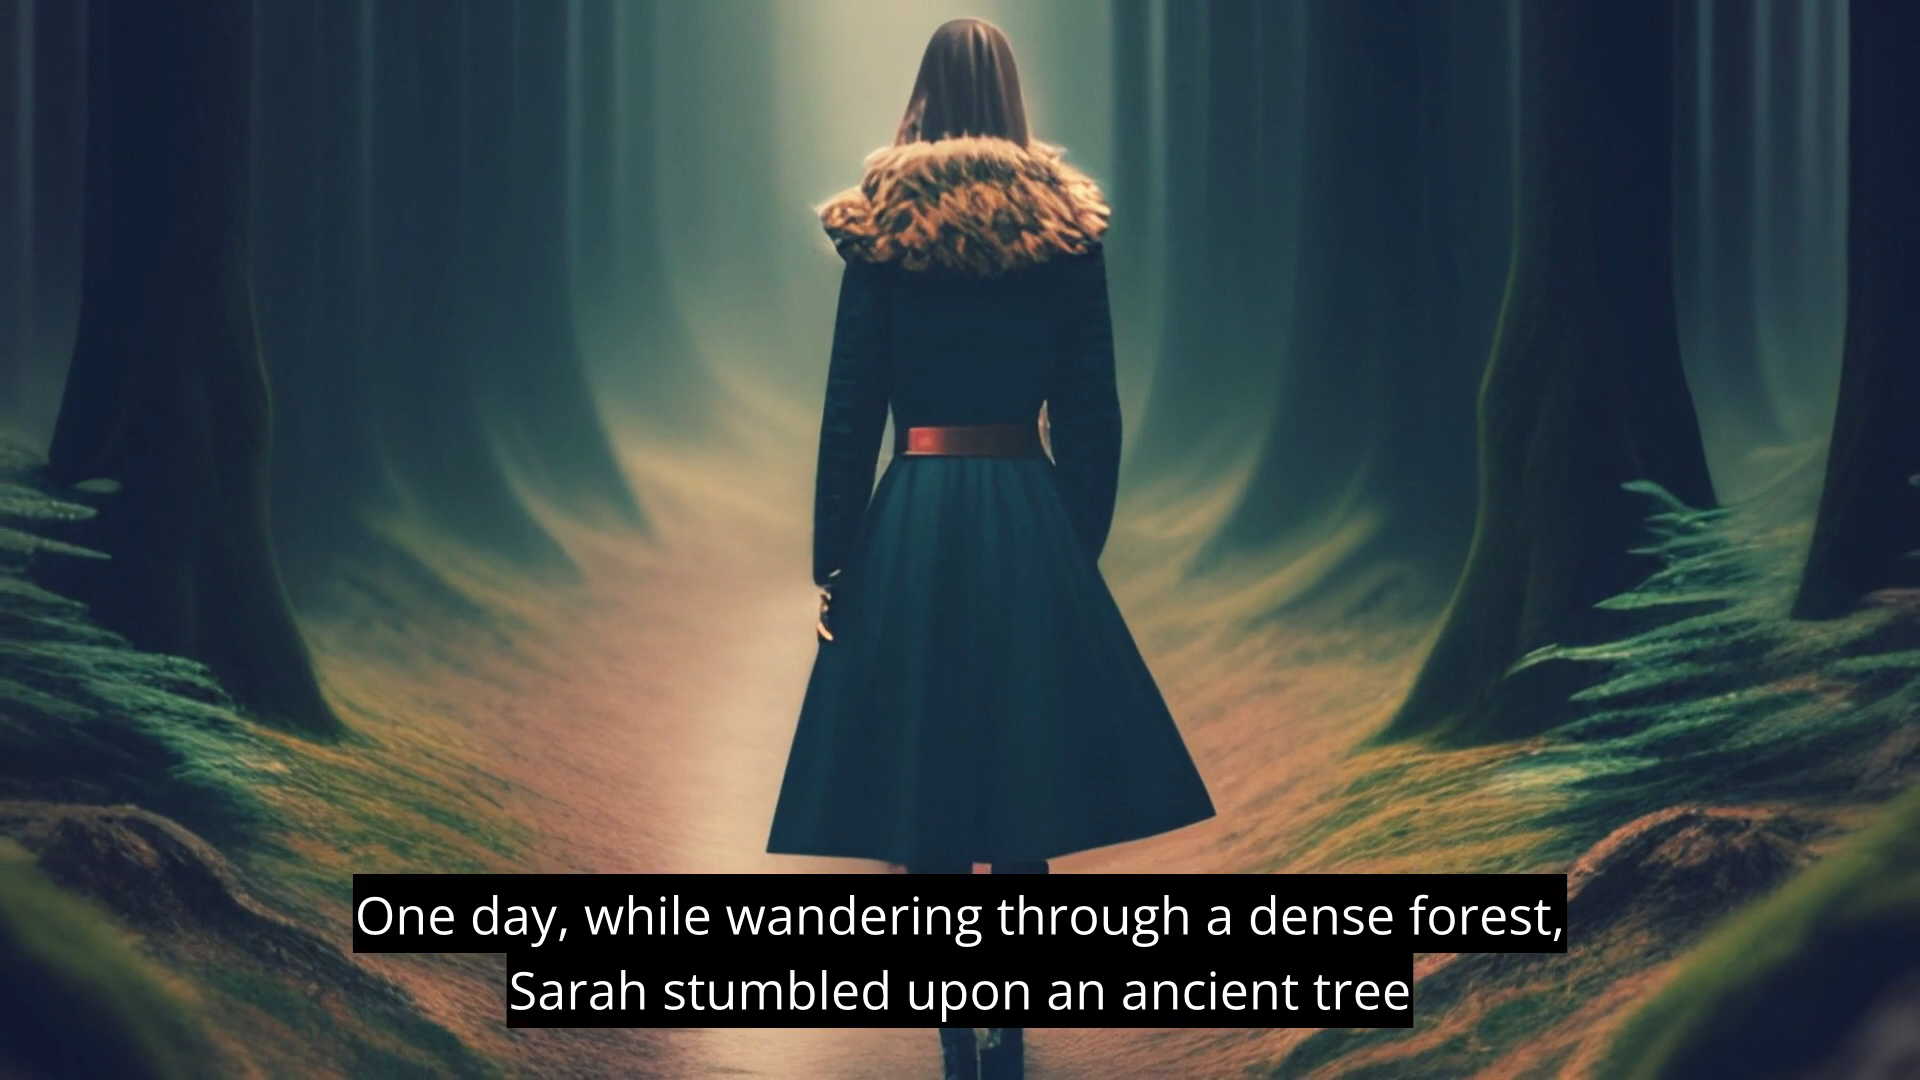 One day, while wandering through a dense forest,
Sarah stumbled upon an ancient tree